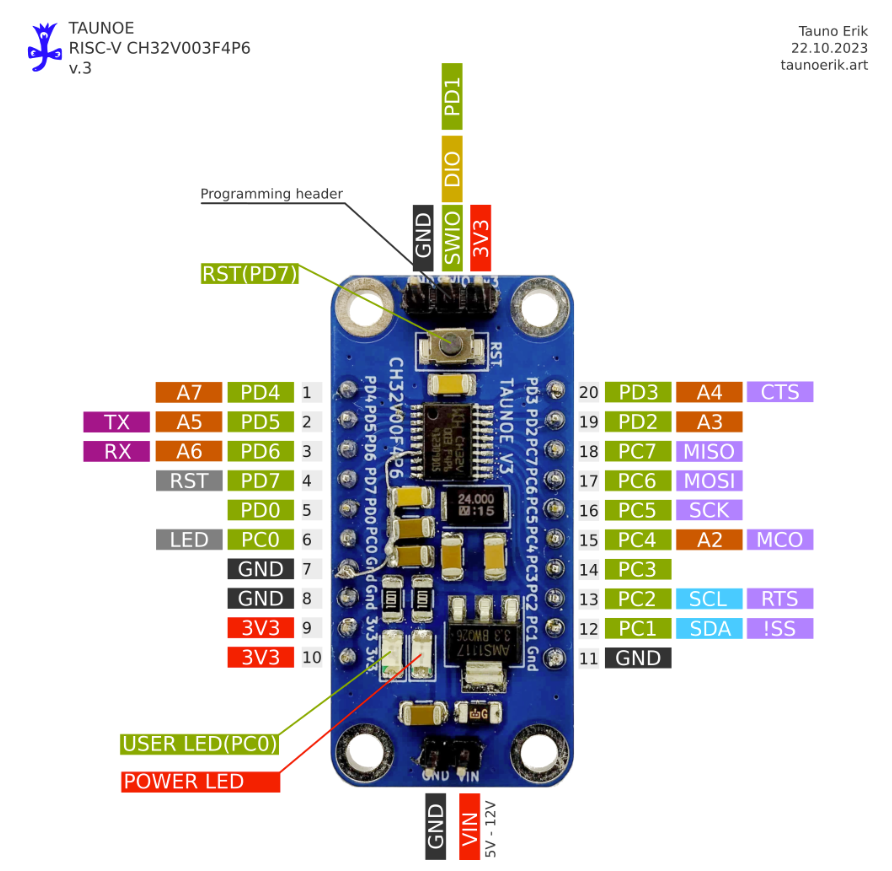 TAUNOE
RISC-V CH32V003F4P6
v.3
Tauno Erik
22.10.2023
taunoerik.art
PD1
DIO
Programming header
GND SWIO 3V3
RST(PD7)
RST
CH32V00F4P6
TAUNOE V3
A7 PD4 1
TX A5 PD5 2
RX A6 PD6 3
RST PD7 4
PD0 5
LED PC0 6
GND 7
GND 8
3V3 9
3V3 10
PD4 PD5 PD6 PD7 PD0 PC0 Gnd Gnd 3v3 3v3
24.000
:15
AMS1117
3.3 BW026
PD3 PD2 PC7 PC6 PC5 PC4 PC3 PC2 PC1 Gnd
20 PD3 A4 CTS
19 PD2 A3
18 PC7 MISO
17 PC6 MOSI
16 PC5 SCK
15 PC4 A2 MCO
14 PC3
13 PC2 SCL RTS
12 PC1 SDA !SS
11 GND
USER LED(PC0)
POWER LED
GND VIN
GND VIN 5V - 12V